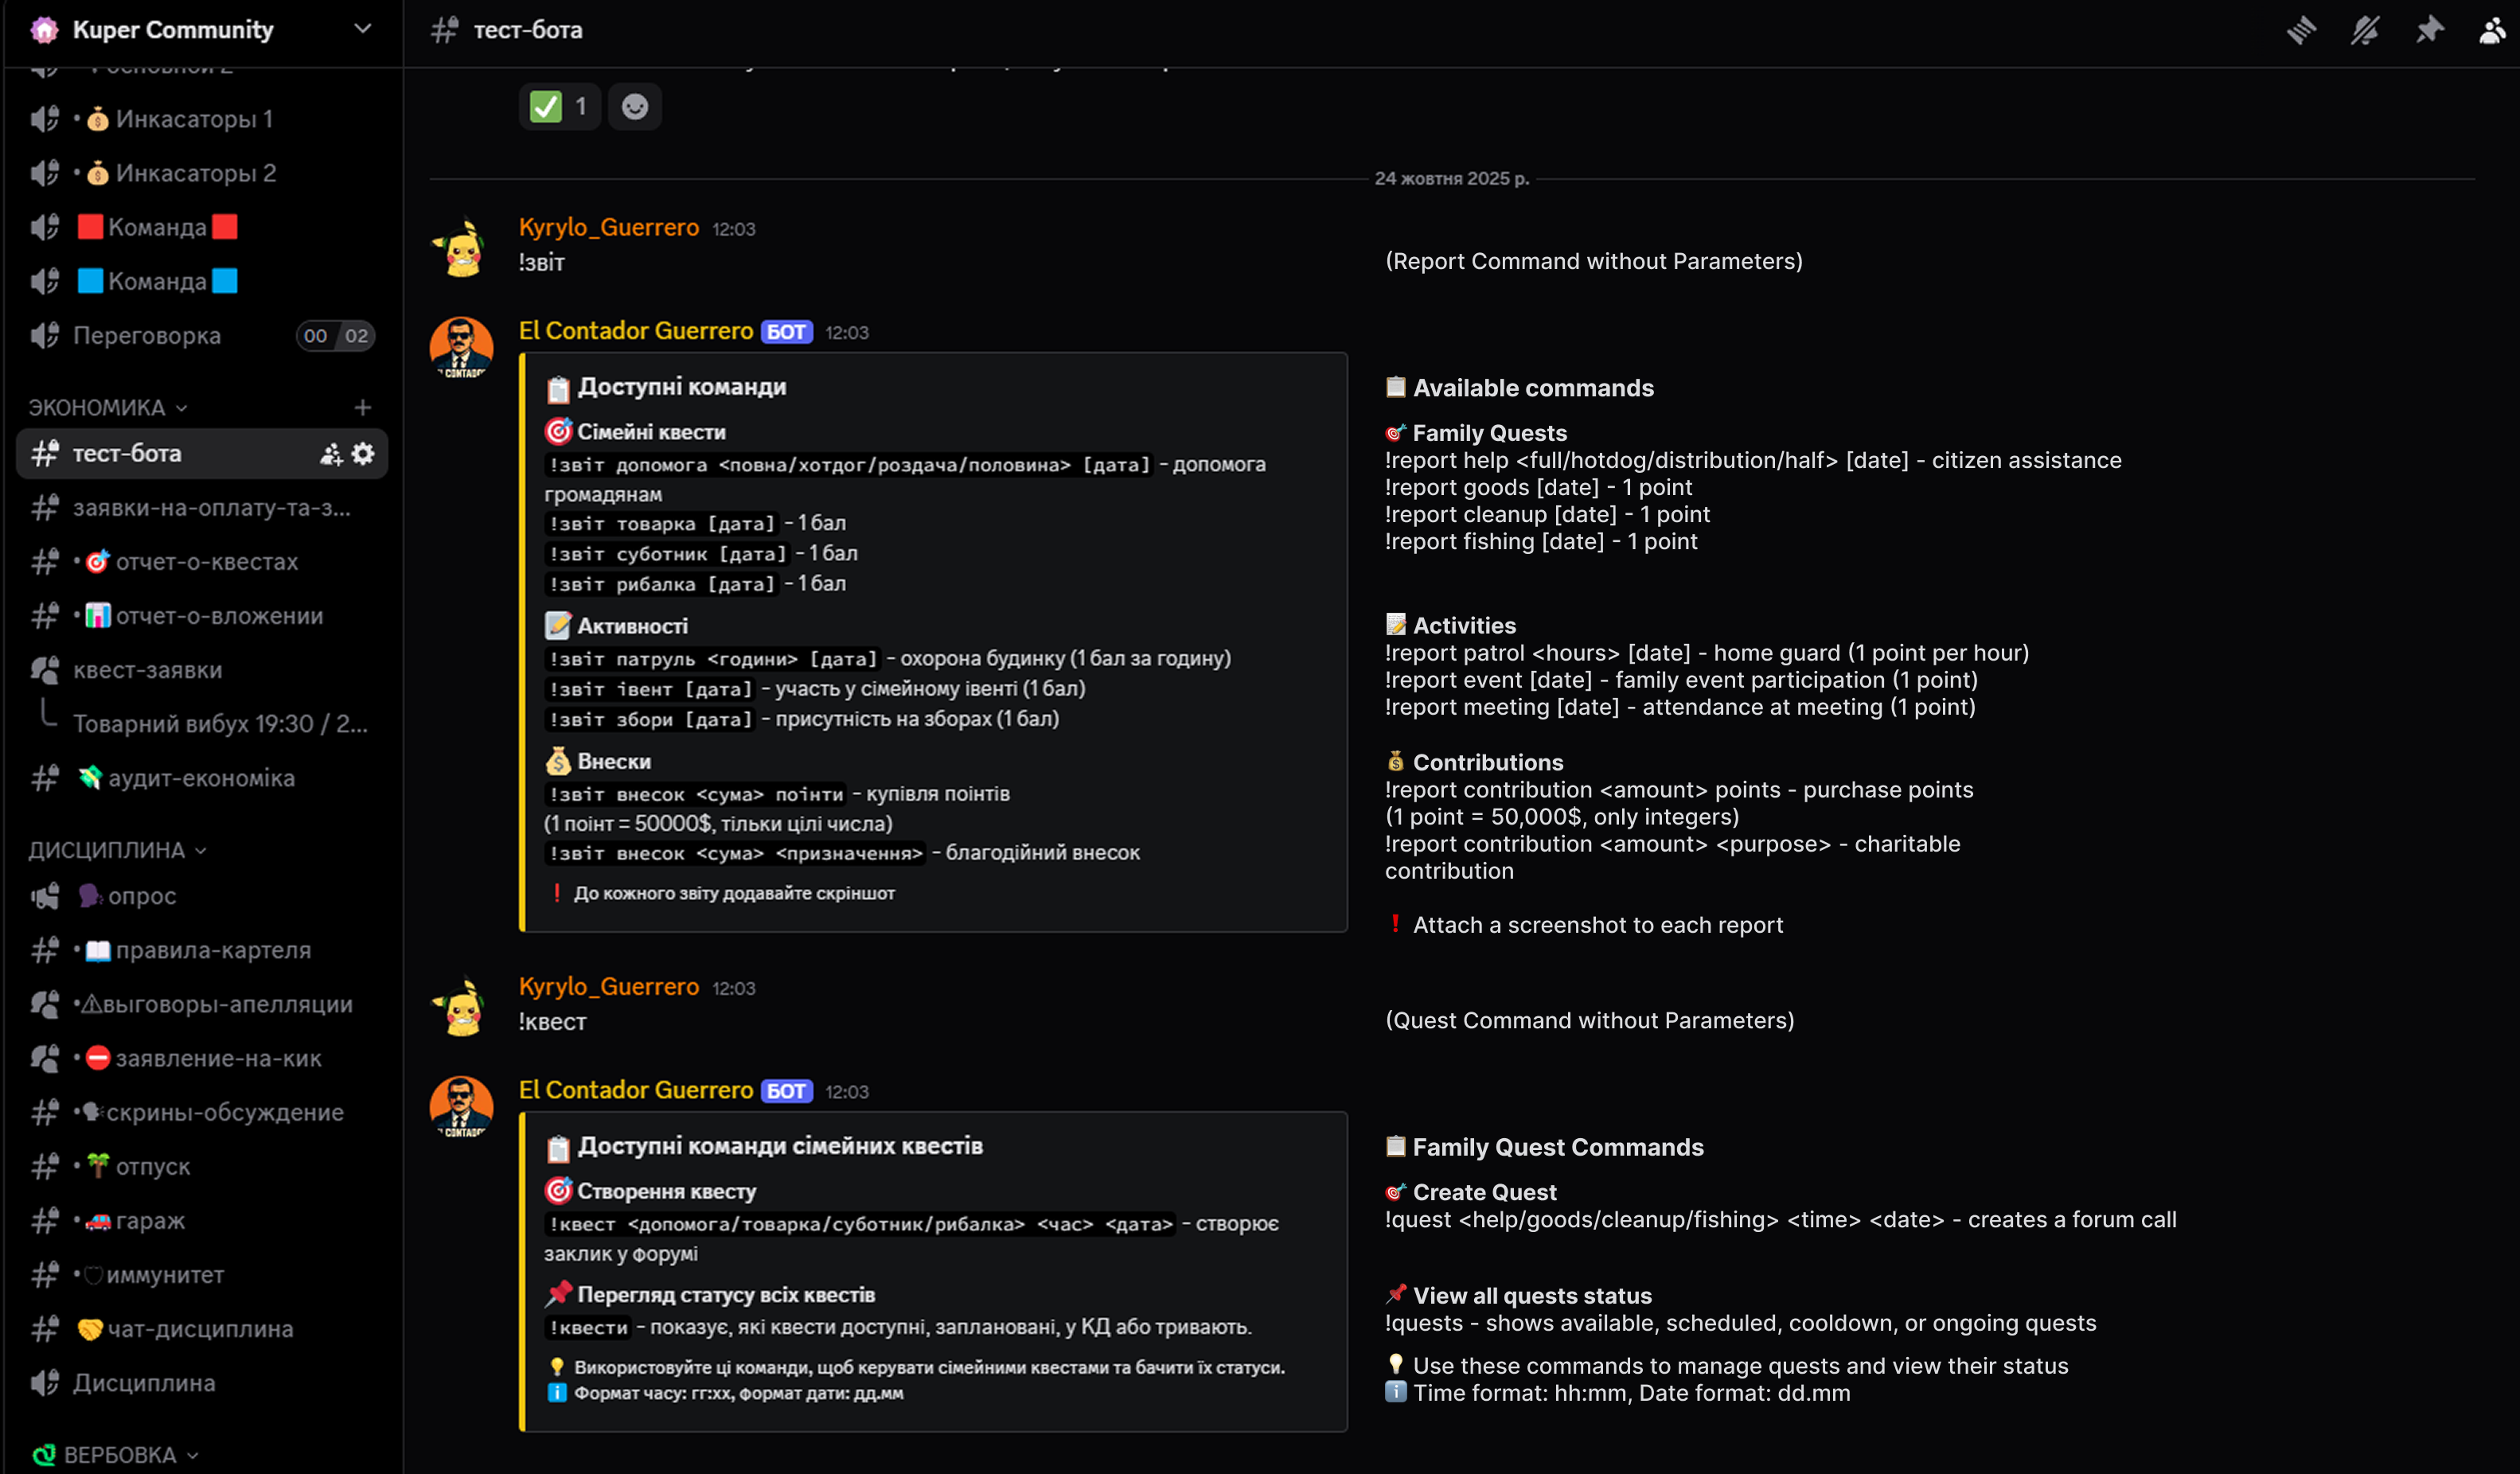 Kuper Community
тест-бота
Инкасаторы 1
Инкасаторы 2
Команда
Команда
Переговорка
00 02
ЭКОНОМИКА
тест-бота
заявки-на-оплату-та-з...
отчет-о-квестах
отчет-о-вложении
квест-заявки
Товарний вибух 19:30 / 2...
аудит-економіка
ДИСЦИПЛИНА
опрос
правила-картеля
выговоры-апелляции
заявление-на-кик
скрины-обсуждение
отпуск
гараж
иммунитет
чат-дисциплина
Дисциплина
ВЕРБОВКА
1
24 жовтня 2025 р.
Kyrylo_Guerrero 12:03
!звіт
(Report Command without Parameters)
El Contador Guerrero БОТ 12:03
Доступні команди
Сімейні квести
!звіт допомога <повна/хотдог/роздача/половина> [дата] - допомога
громадянам
!звіт товарка [дата] - 1 бал
!звіт суботник [дата] - 1 бал
!звіт рибалка [дата] - 1 бал
Активності
!звіт патруль <години> [дата] - охорона будинку (1 бал за годину)
!звіт івент [дата] - участь у сімейному івенті (1 бал)
!звіт збори [дата] - присутність на зборах (1 бал)
Внески
!звіт внесок <сума> поінти - купівля поінтів
(1 поінт = 50000$, тільки цілі числа)
!звіт внесок <сума> <призначення> - благодійний внесок
До кожного звіту додавайте скріншот
Available commands
Family Quests
!report help <full/hotdog/distribution/half> [date] - citizen assistance
!report goods [date] - 1 point
!report cleanup [date] - 1 point
!report fishing [date] - 1 point
Activities
!report patrol <hours> [date] - home guard (1 point per hour)
!report event [date] - family event participation (1 point)
!report meeting [date] - attendance at meeting (1 point)
Contributions
!report contribution <amount> points - purchase points
(1 point = 50,000$, only integers)
!report contribution <amount> <purpose> - charitable
contribution
Attach a screenshot to each report
Kyrylo_Guerrero 12:03
!квест
(Quest Command without Parameters)
El Contador Guerrero БОТ 12:03
Доступні команди сімейних квестів
Створення квесту
!квест <допомога/товарка/суботник/рибалка> <час> <дата> - створює
заклик у форумі
Перегляд статусу всіх квестів
!квести - показує, які квести доступні, заплановані, у КД або тривають.
Використовуйте ці команди, щоб керувати сімейними квестами та бачити їх статуси.
Формат часу: гг:хх, формат дати: дд.мм
Family Quest Commands
Create Quest
!quest <help/goods/cleanup/fishing> <time> <date> - creates a forum call
View all quests status
!quests - shows available, scheduled, cooldown, or ongoing quests
Use these commands to manage quests and view their status
Time format: hh:mm, Date format: dd.mm